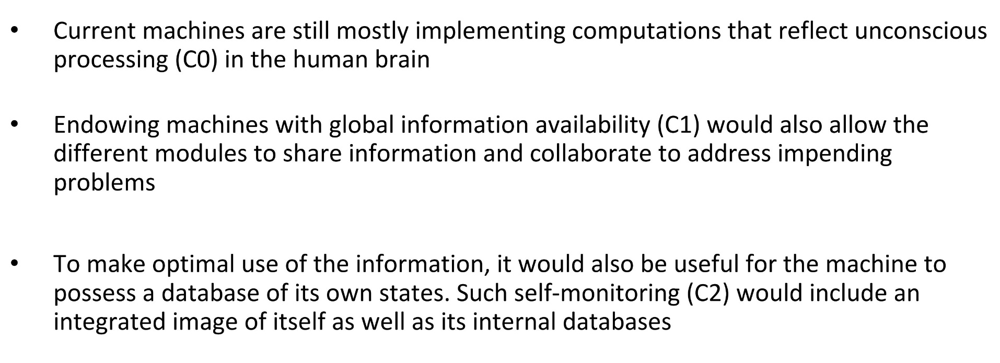 • Current machines are still mostly implementing computations that reflect unconscious
processing (C0) in the human brain
• Endowing machines with global information availability (C1) would also allow the
different modules to share information and collaborate to address impending
problems
• To make optimal use of the information, it would also be useful for the machine to
possess a database of its own states. Such self-monitoring (C2) would include an
integrated image of itself as well as its internal databases